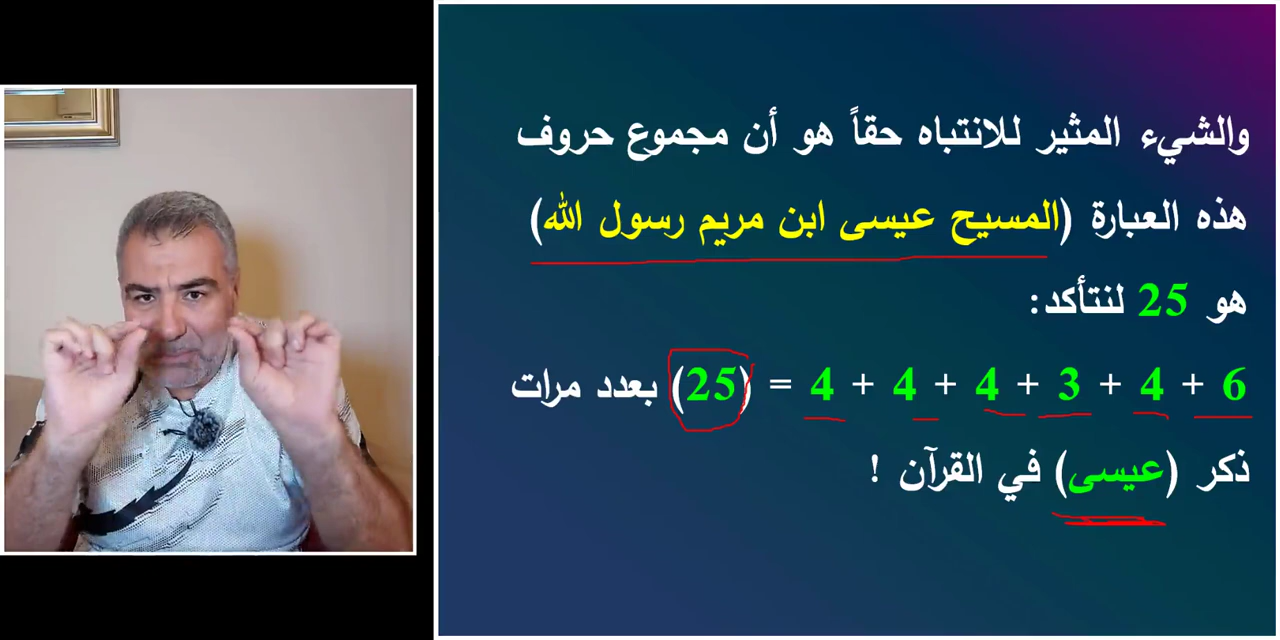 والشيء المثير للانتباه حقاً هو أن مجموع حروف
هذه العبارة (المسيح عيسى ابن مريم رسول الله)
هو 25 لنتأكد:
6 + 4 + 3 + 4 + 4 + 4 = (25) بعدد مرات
ذكر (عيسى) في القرآن !